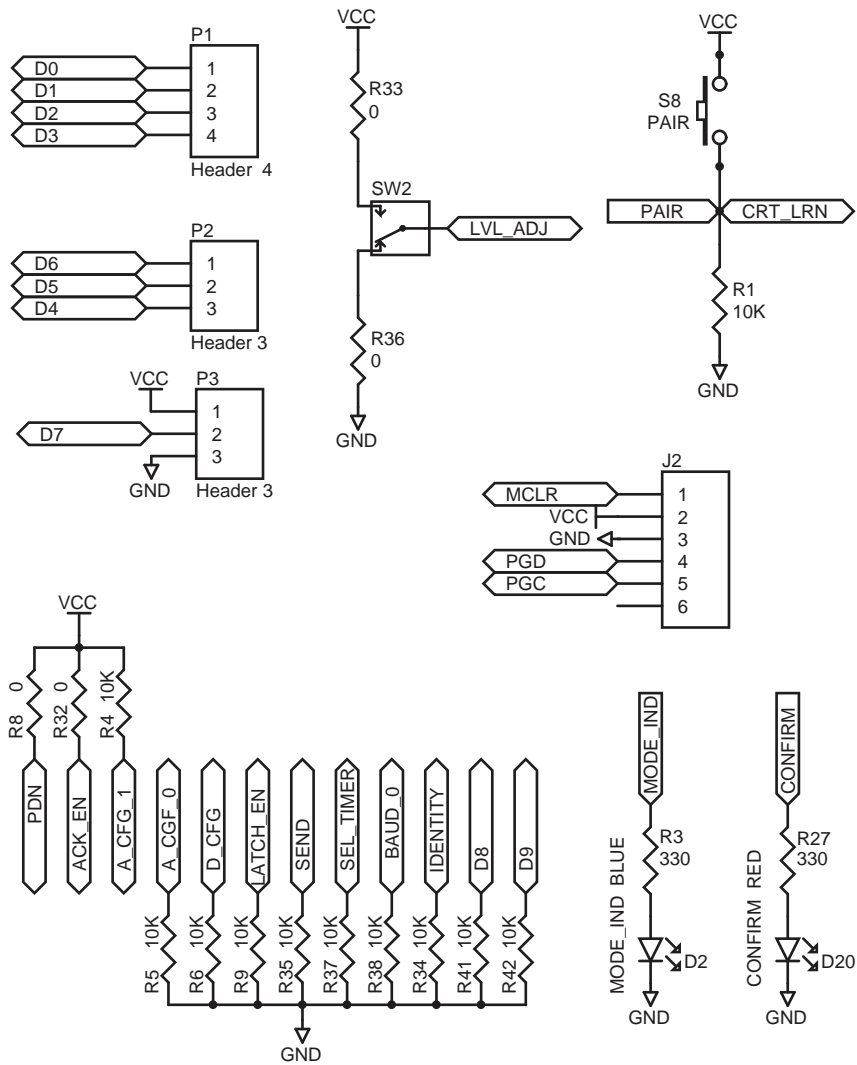 P1
D0 1
D1 2
D2 3
D3 4
Header 4
P2
D6 1
D5 2
D4 3
Header 3
VCC P3
1
D7 2
3
GND Header 3
VCC
R33
0
SW2
LVL_ADJ
R36
0
GND
VCC
S8
PAIR
PAIR CRT_LRN
R1
10K
GND
J2
MCLR 1
VCC 2
GND 3
PGD 4
PGC 5
6
VCC
R8 0
R32 0
R4 10K
PDN
ACK_EN
A_CFG_1
A_CGF_0
D_CFG
LATCH_EN
SEND
SEL_TIMER
BAUD_0
IDENTITY
D8
D9
R5 10K
R6 10K
R9 10K
R35 10K
R37 10K
R38 10K
R34 10K
R41 10K
R42 10K
GND
MODE_IND
R3
330
MODE_IND BLUE
D2
GND
CONFIRM
R27
330
CONFIRM RED
D20
GND